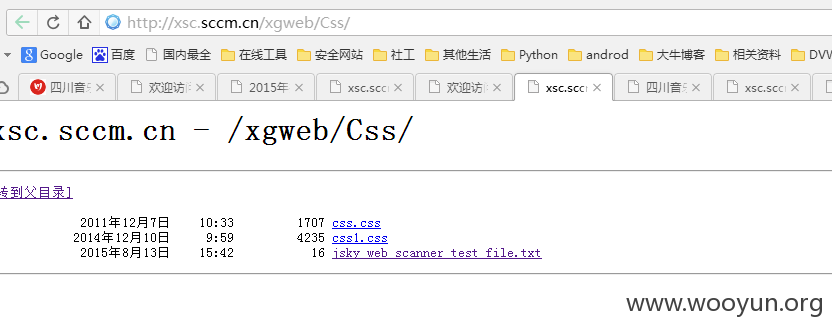 http://xsc.sccm.cn/xgweb/Css/
Google 百度 国内最全 在线工具 安全网站 社工 其他生活 Python androd 大牛博客 相关资料 DVW
四川音乐 欢迎访问 2015年 xsc.scc 欢迎访问 xsc.scc 四川音乐 xsc.scc
xsc.sccm.cn - /xgweb/Css/
转到父目录]
2011年12月7日 10:33 1707 css.css
2014年12月10日 9:59 4235 css1.css
2015年8月13日 15:42 16 jsky_web_scanner_test_file.txt
www.wooyun.org